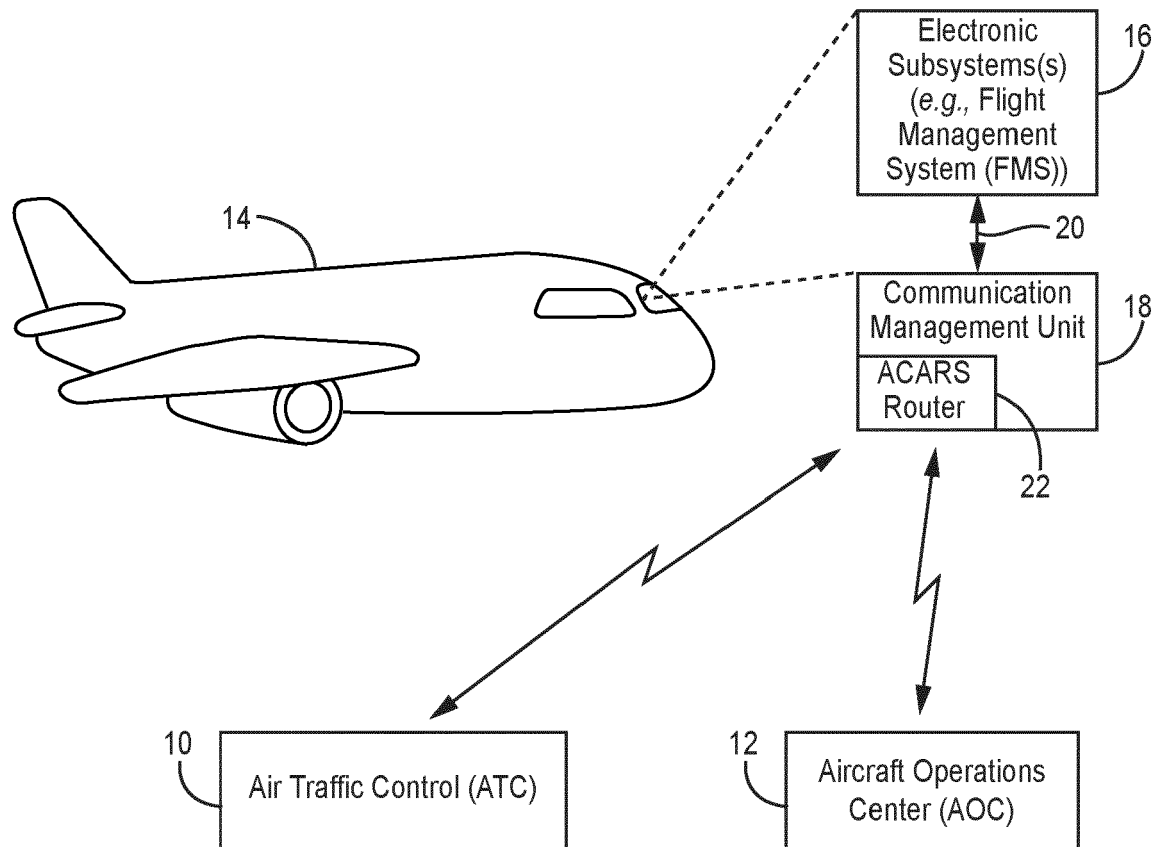 Electronic
Subsystems(s)
(e.g., Flight
Management
System (FMS))
16
14
20
Communication
Management Unit
18
ACARS
Router
22
10
Air Traffic Control (ATC)
12
Aircraft Operations
Center (AOC)